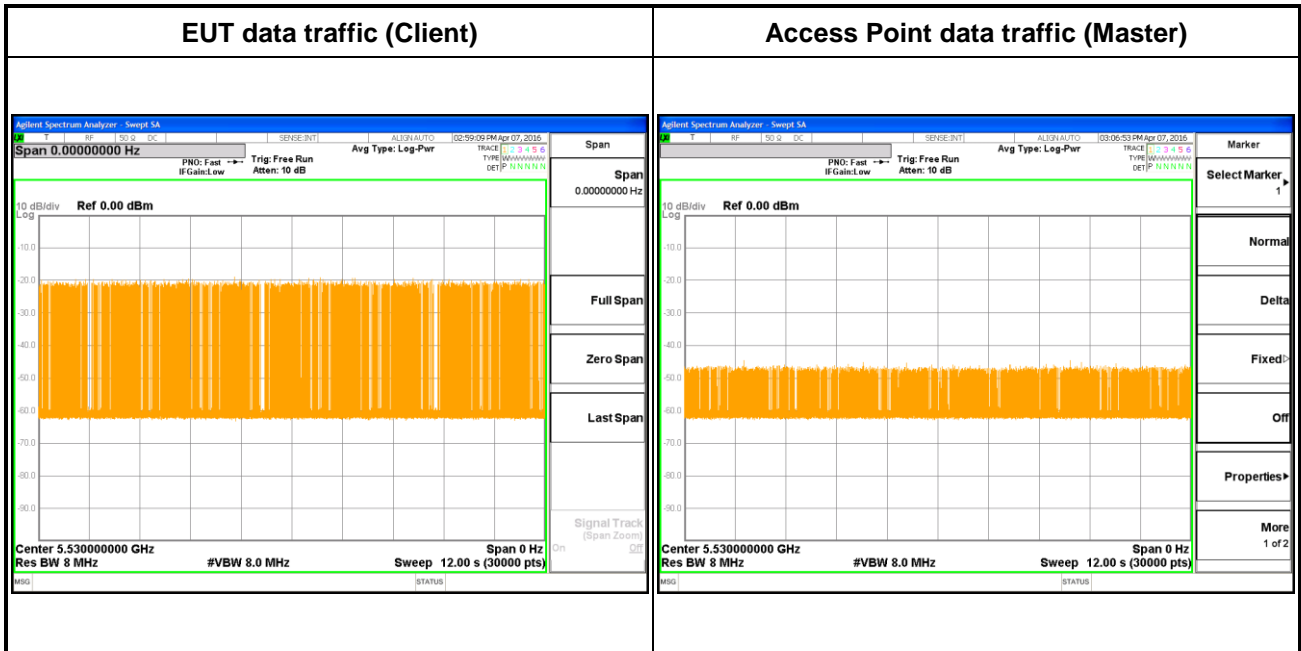 EUT data traffic (Client)
Access Point data traffic (Master)
Agilent Spectrum Analyzer - Swept SA
T RF 50 Ω DC SENSE:INT ALIGN AUTO 02:59:09 PM Apr 07, 2016
Span 0.00000000 Hz
Avg Type: Log-Pwr
TRACE 1 2 3 4 5 6
PNO: Fast Trig: Free Run
TYPE
IFGain:Low Atten: 10 dB
DET P N N N N N
10 dB/div Ref 0.00 dBm
Log
-10.0
-20.0
-30.0
-40.0
-50.0
-60.0
-70.0
-80.0
-90.0
Center 5.530000000 GHz
Span 0 Hz
Res BW 8 MHz
#VBW 8.0 MHz
Sweep 12.00 s (30000 pts)
MSG
STATUS
Span
Span
0.00000000 Hz
Full Span
Zero Span
Last Span
Signal Track
(Span Zoom)
On Off
Agilent Spectrum Analyzer - Swept SA
T RF 50 Ω DC SENSE:INT ALIGN AUTO 03:06:53 PM Apr 07, 2016
Avg Type: Log-Pwr
TRACE 1 2 3 4 5 6
PNO: Fast Trig: Free Run
TYPE
IFGain:Low Atten: 10 dB
DET P N N N N N
10 dB/div Ref 0.00 dBm
Log
-10.0
-20.0
-30.0
-40.0
-50.0
-60.0
-70.0
-80.0
-90.0
Center 5.530000000 GHz
Span 0 Hz
Res BW 8 MHz
#VBW 8.0 MHz
Sweep 12.00 s (30000 pts)
MSG
STATUS
Marker
Select Marker
1
Normal
Delta
Fixed
Off
Properties
More
1 of 2